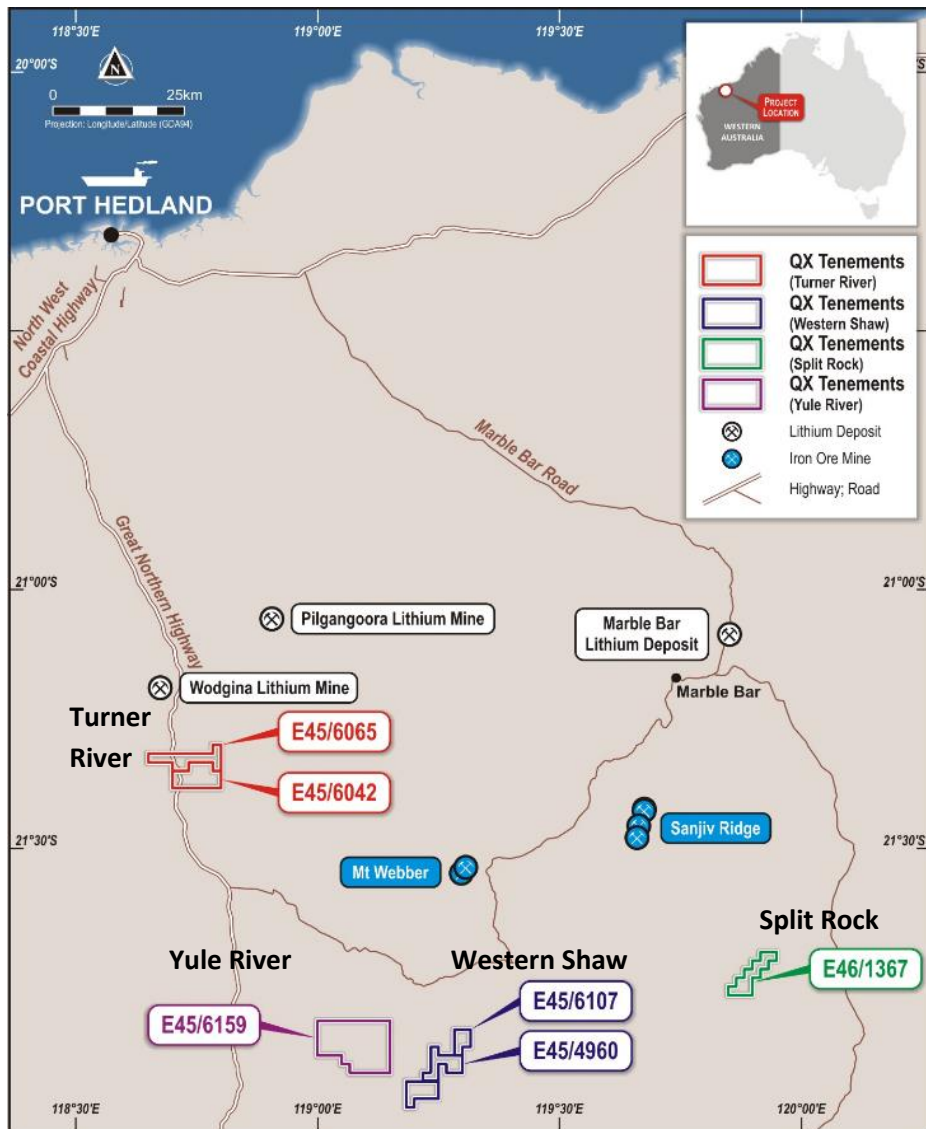 118°30'E
119°00'E
119°30'E
20°00'S
N
0 25km
Projection: Longitude/Latitude (GDA94)
PORT HEDLAND
North West
Coastal Highway
PROJECT
LOCATION
WESTERN
AUSTRALIA
QX Tenements
(Turner River)
QX Tenements
(Western Shaw)
QX Tenements
(Split Rock)
QX Tenements
(Yule River)
Lithium Deposit
Iron Ore Mine
Highway; Road
Marble Bar Road
Great Northern Highway
21°00'S
21°00'S
Pilgangoora Lithium Mine
Marble Bar
Lithium Deposit
Wodgina Lithium Mine
Marble Bar
Turner
River
E45/6065
E45/6042
Sanjiv Ridge
21°30'S
21°30'S
Mt Webber
Split Rock
E46/1367
Yule River
Western Shaw
E45/6159
E45/6107
E45/4960
118°30'E
119°00'E
119°30'E
120°00'E